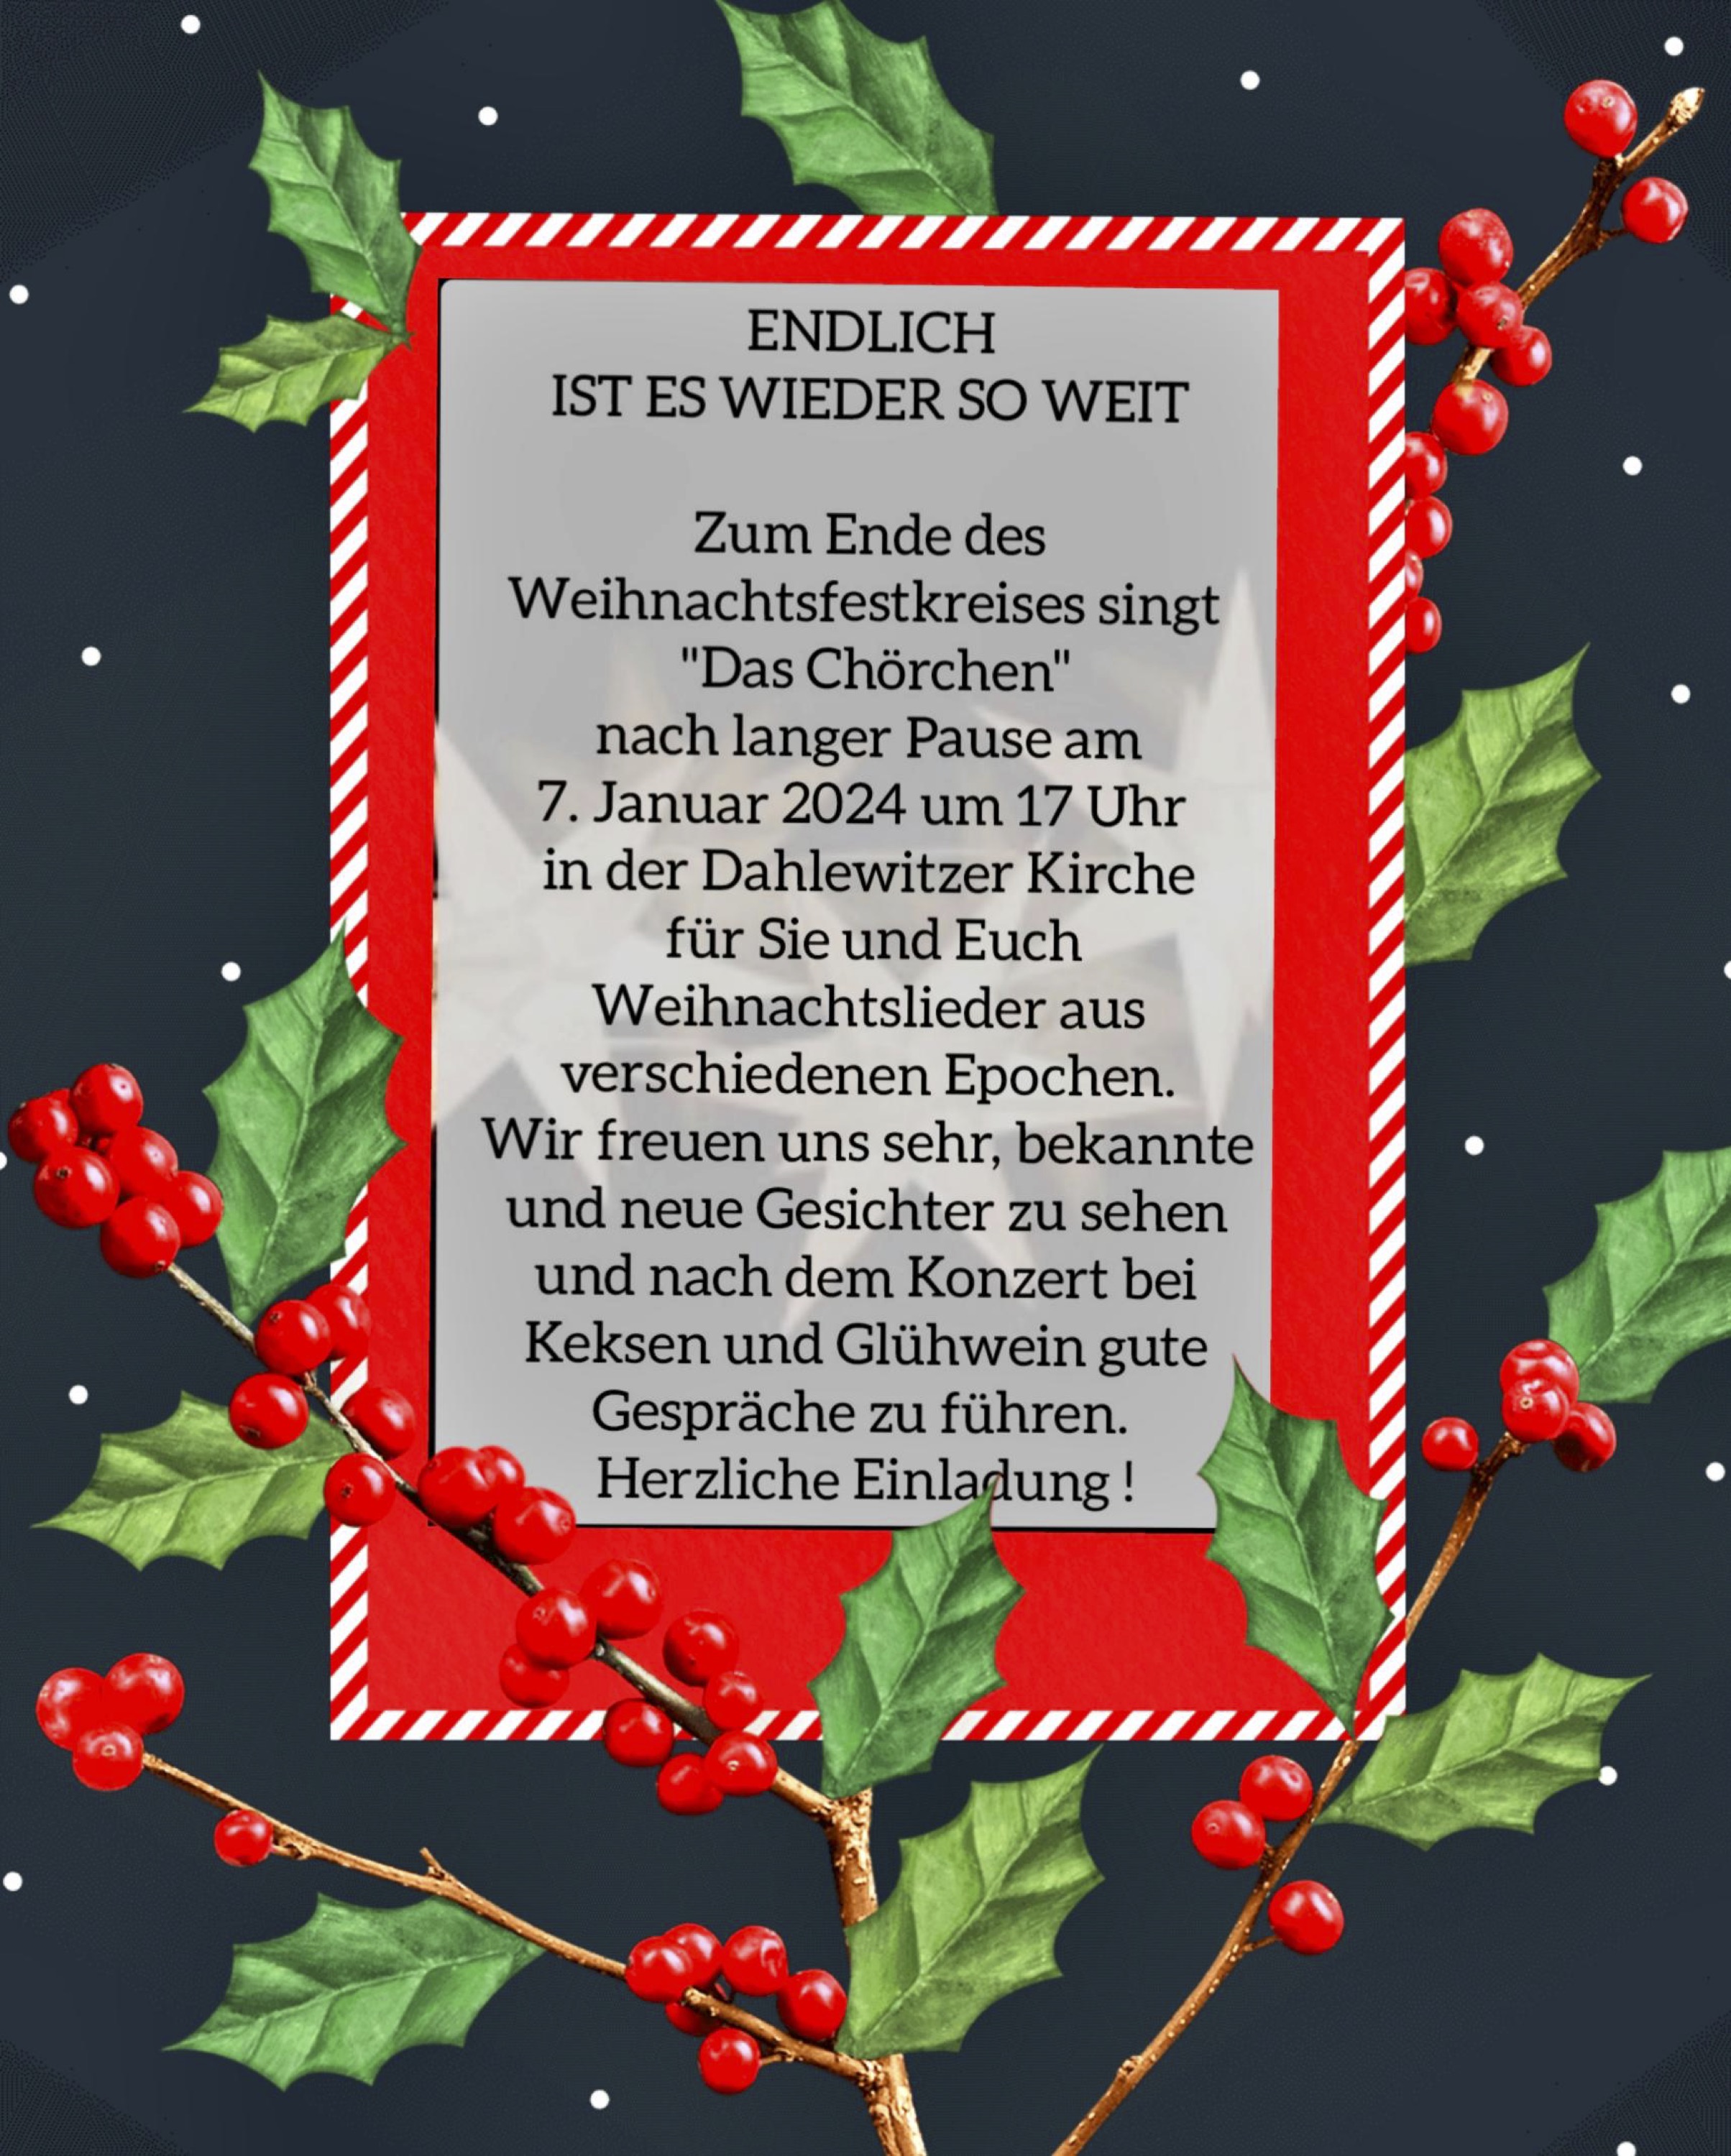 ENDLICH
IST ES WIEDER SO WEIT
Zum Ende des
Weihnachtsfestkreises singt
"Das Chörchen"
nach langer Pause am
7. Januar 2024 um 17 Uhr
in der Dahlewitzer Kirche
für Sie und Euch
Weihnachtslieder aus
verschiedenen Epochen.
Wir freuen uns sehr, bekannte
und neue Gesichter zu sehen
und nach dem Konzert bei
Keksen und Glühwein gute
Gespräche zu führen.
Herzliche Einladung !